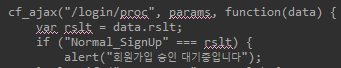 cf_ajax("/login/proc", params, function(data) {
var rslt = data.rslt;
if ("Normal_SignUp" === rslt) {
alert("회원가입 승인 대기중입니다");